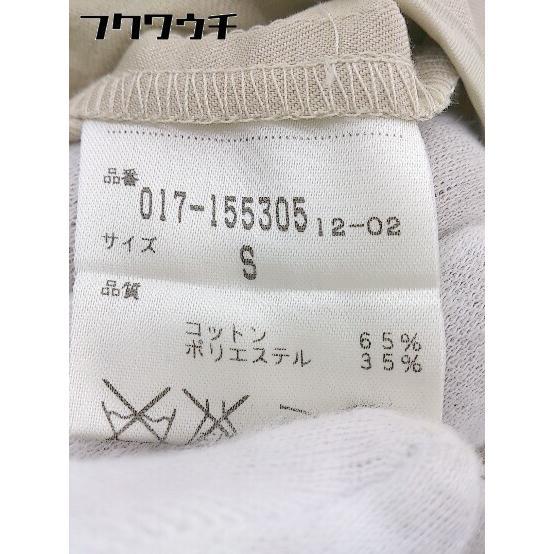 フクワウチ
品番
017-155305 12-02
サイズ
S
品質
コットン 65%
ポリエステル 35%